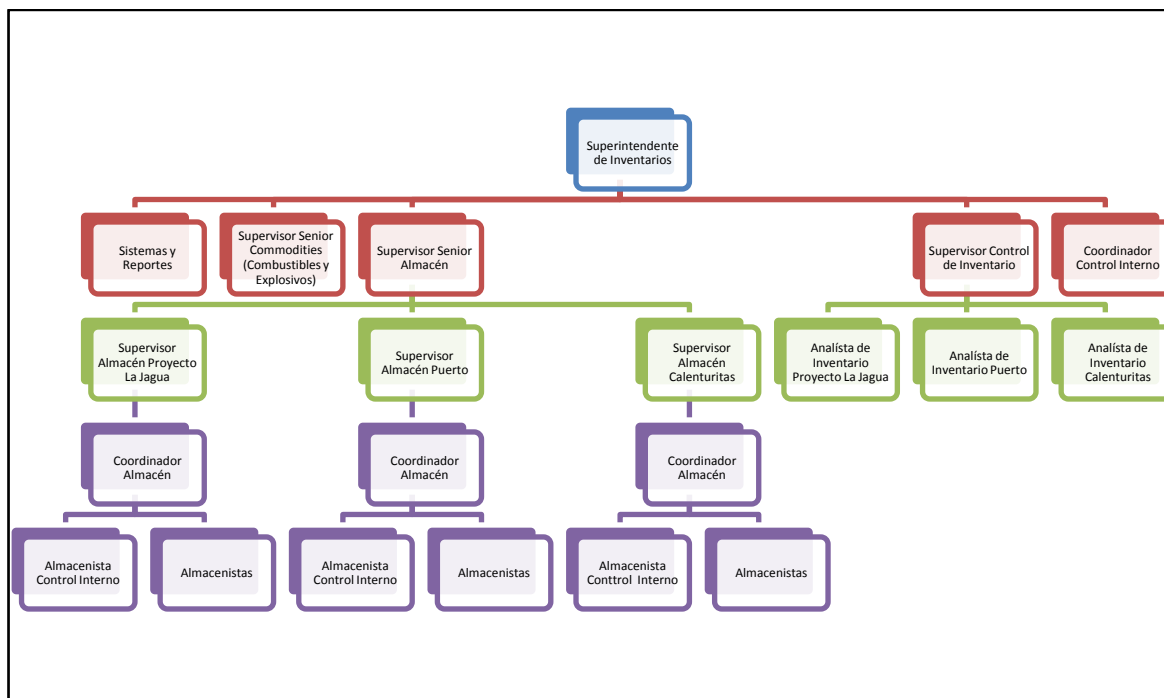 Superintendente
de Inventarios
Sistemas y
Reportes
Supervisor Senior
Commodities
(Combustibles y
Explosivos)
Supervisor Senior
Almacén
Supervisor Control
de Inventario
Coordinador
Control Interno
Supervisor
Almacén Proyecto
La Jagua
Supervisor
Almacén Puerto
Supervisor
Almacén
Calenturitas
Analísta de
Inventario
Proyecto La Jagua
Analísta de
Inventario Puerto
Analísta de
Inventario
Calenturitas
Coordinador
Almacén
Coordinador
Almacén
Coordinador
Almacén
Almacenista
Control Interno
Almacenistas
Almacenista
Control Interno
Almacenistas
Almacenista
Conttrol Interno
Almacenistas